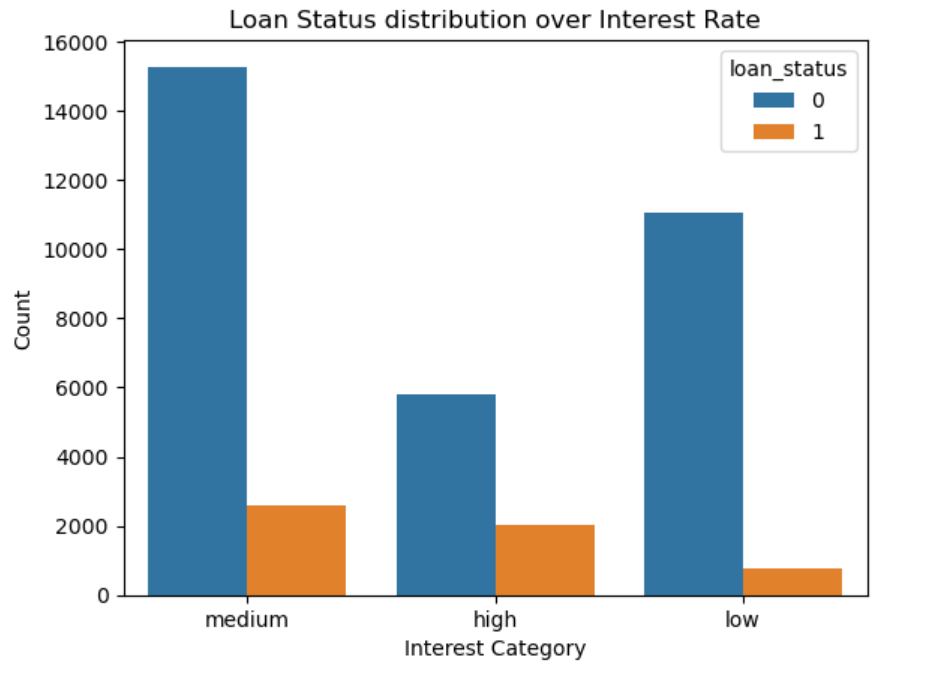 Loan Status distribution over Interest Rate
loan_status
0
1
16000
14000
12000
10000
8000
6000
4000
2000
0
Count
medium high low
Interest Category